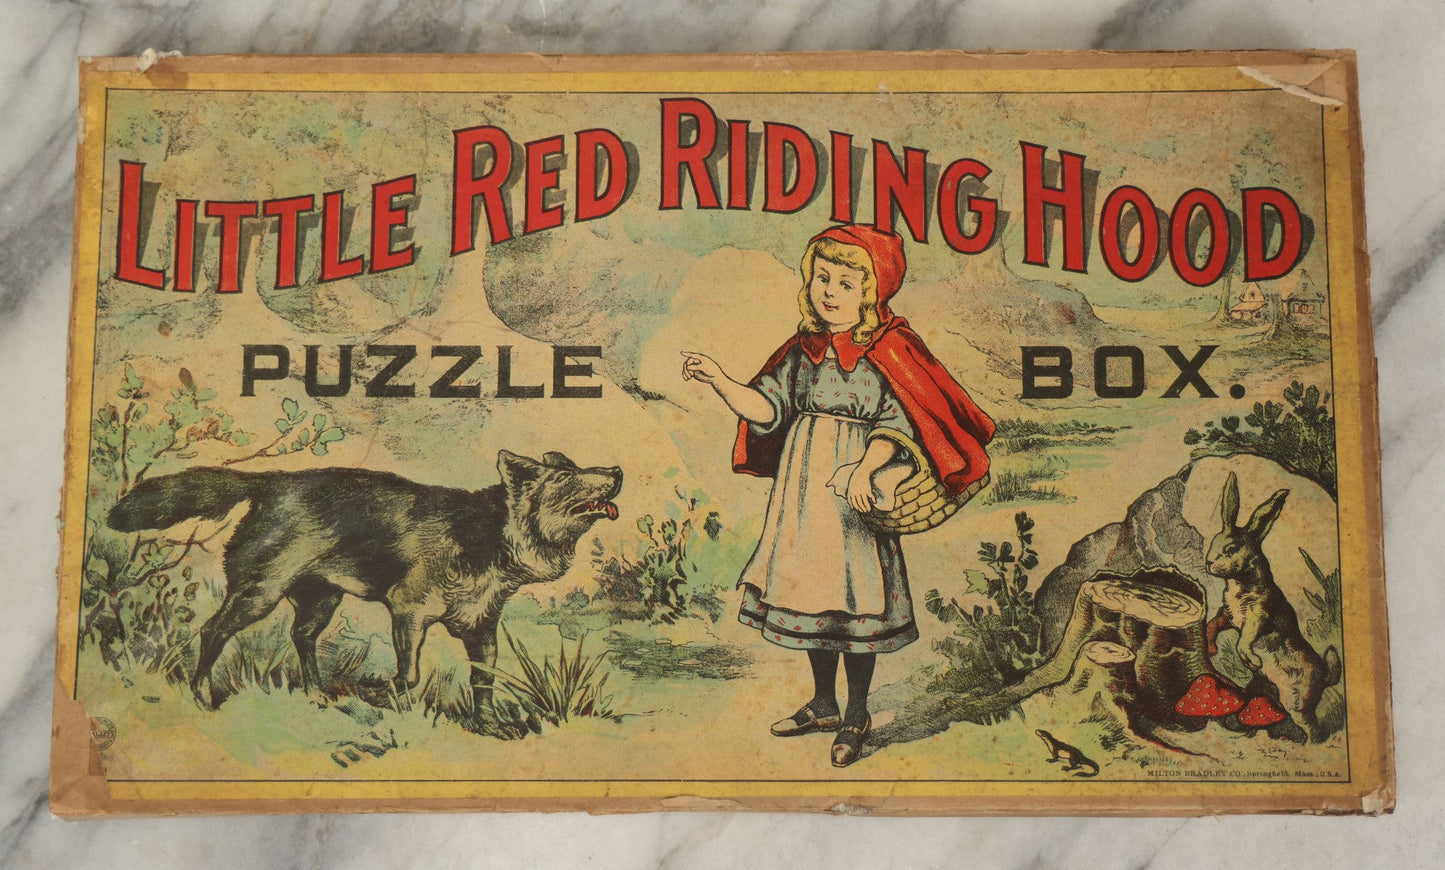 LITTLE RED RIDING HOOD
PUZZLE BOX.
MILTON BRADLEY CO., Springfield, Mass., U.S.A.